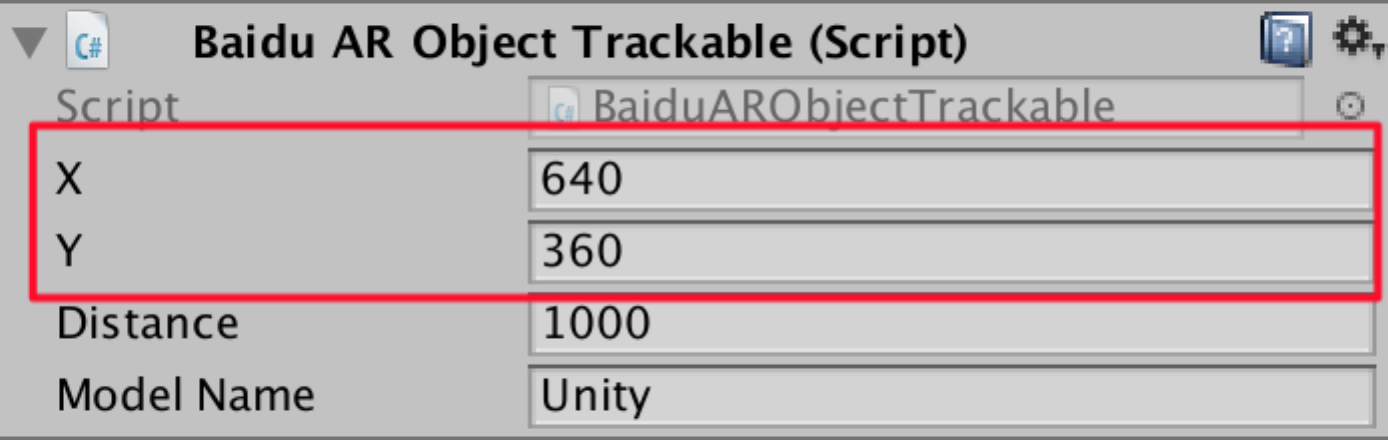 Baidu AR Object Trackable (Script)
Script BaiduARObjectTrackable
X 640
Y 360
Distance 1000
Model Name Unity